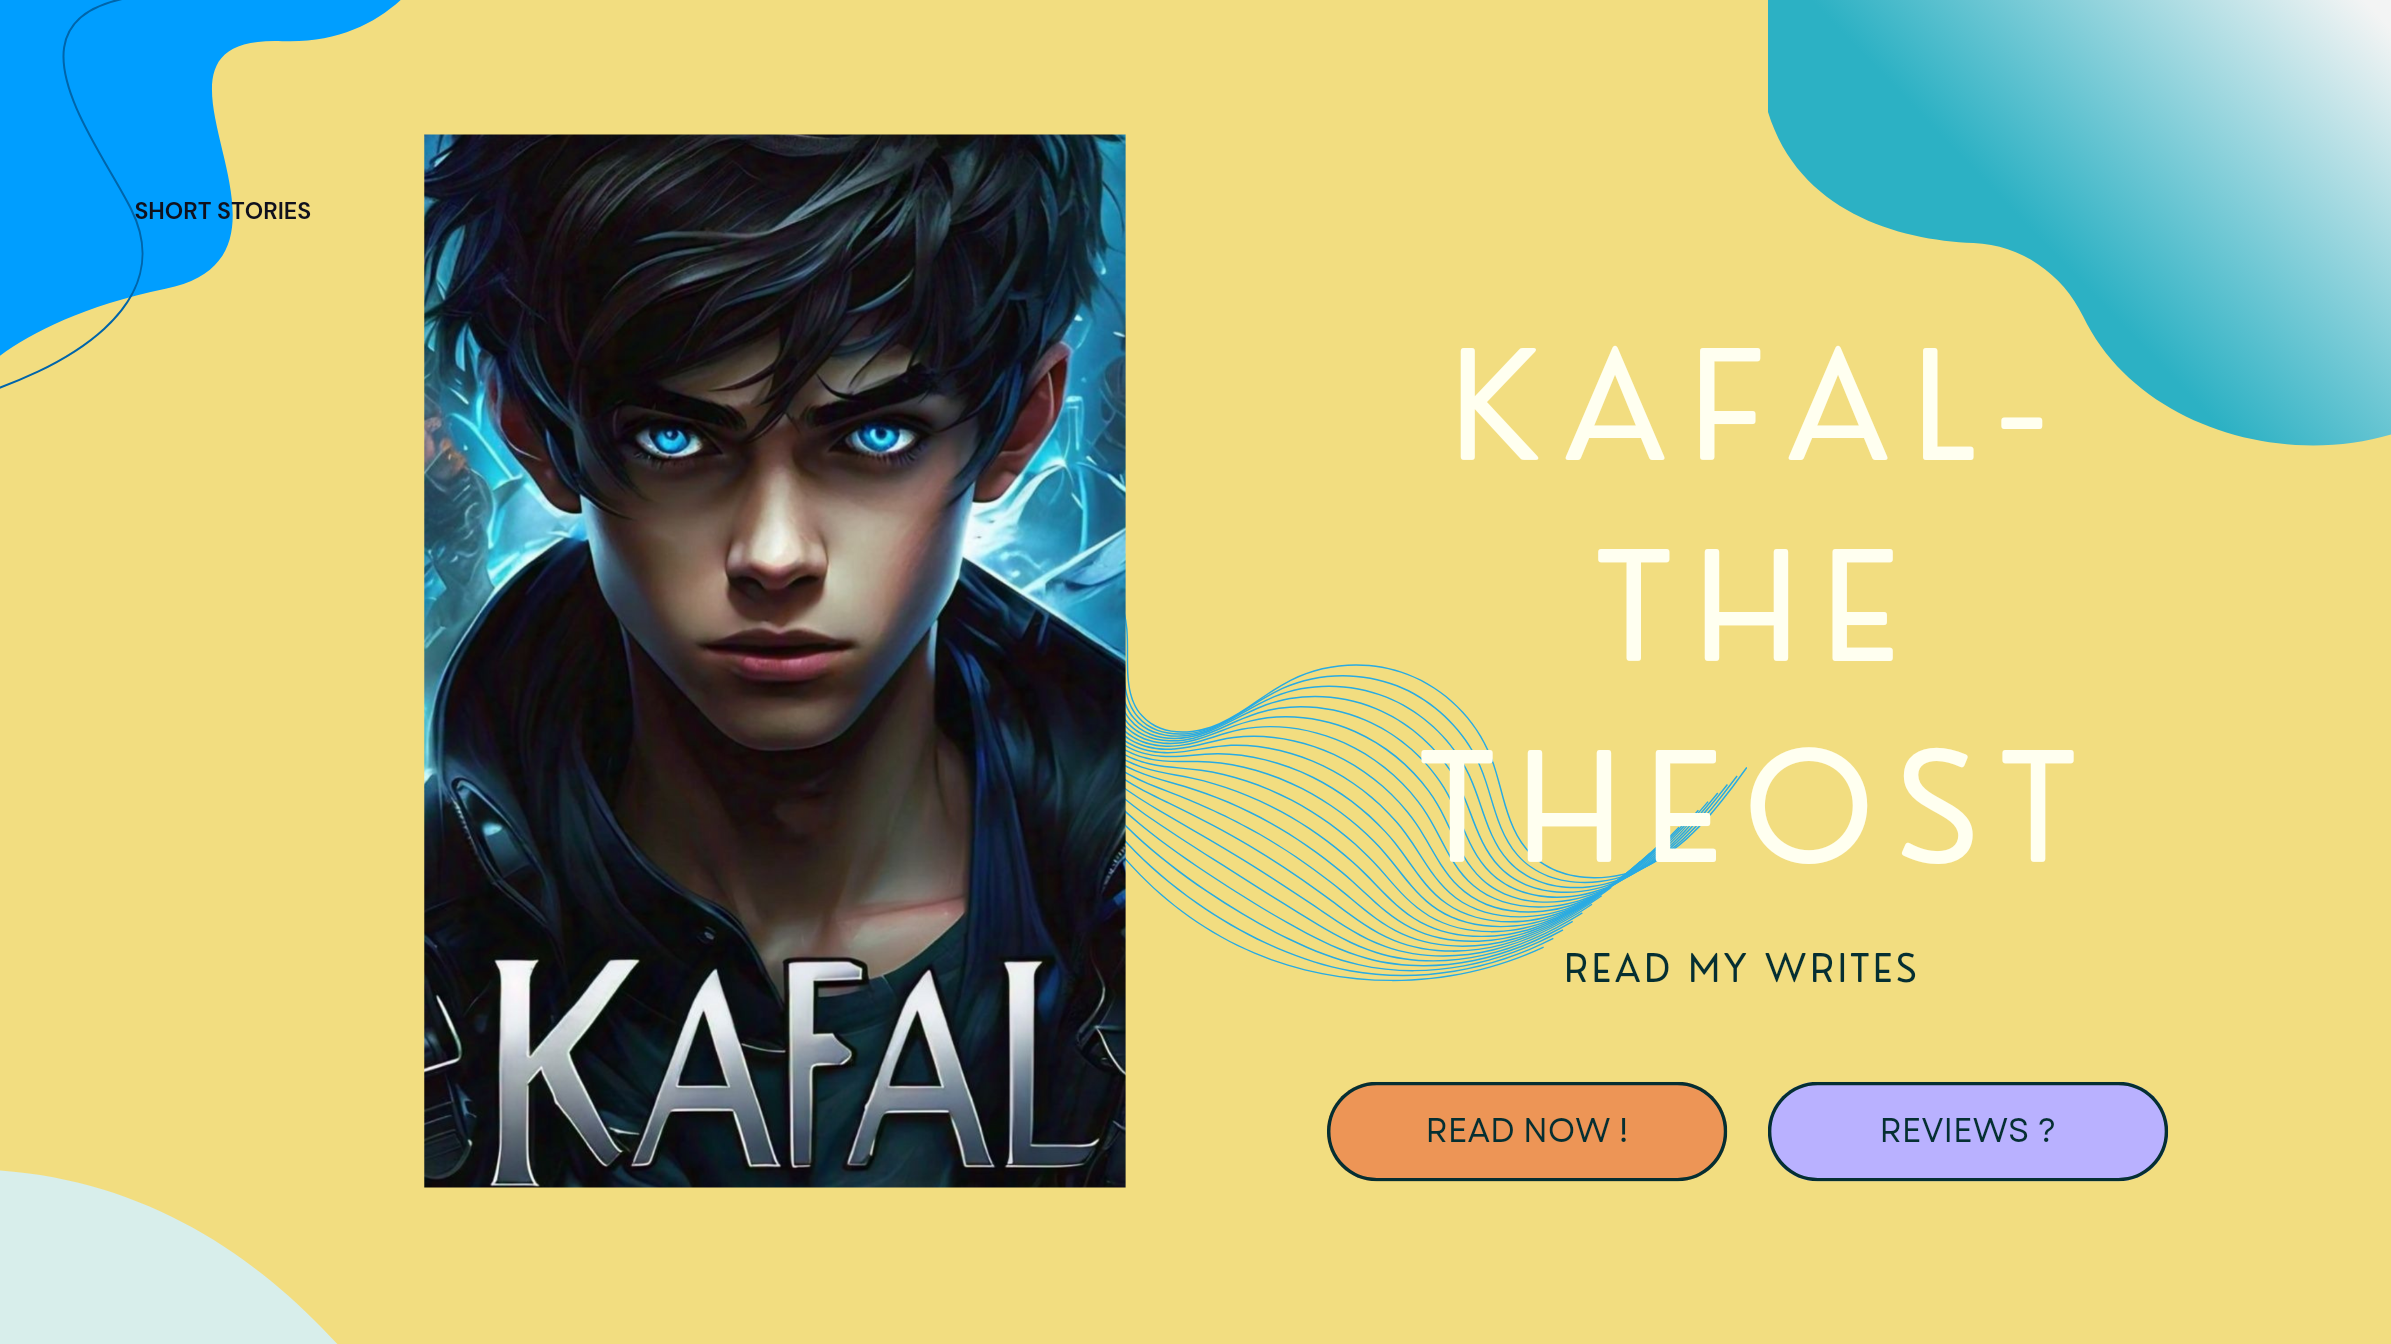 SHORT STORIES
KAFAL
KAFAL-
THE
THEOST
READ MY WRITES
READ NOW !
REVIEWS ?